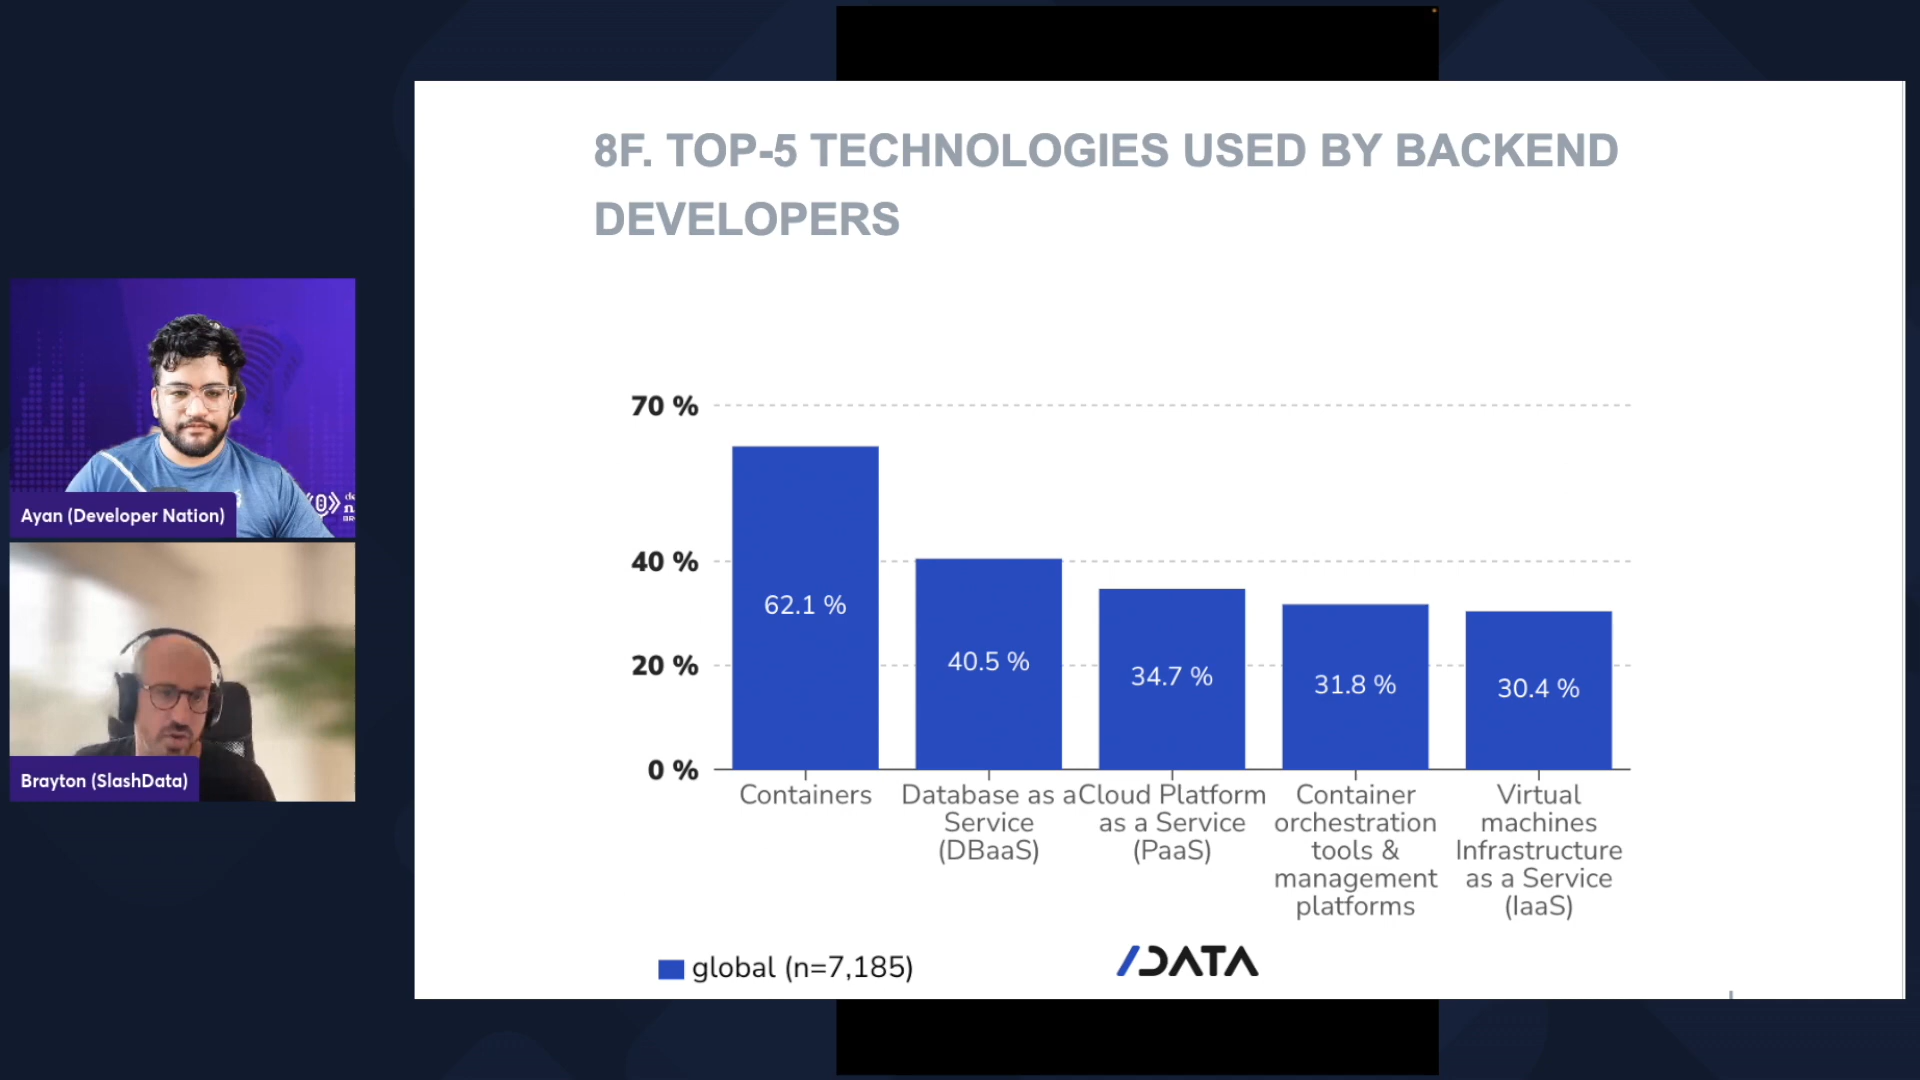 8F. TOP-5 TECHNOLOGIES USED BY BACKEND
DEVELOPERS
70 %
40 %
20 %
0 %
62.1 %
40.5 %
34.7 %
31.8 %
30.4 %
Containers
Database as a
Service
(DBaaS)
Cloud Platform
as a Service
(PaaS)
Container
orchestration
tools &
management
platforms
Virtual
machines
Infrastructure
as a Service
(IaaS)
global (n=7,185)
/DATA
Ayan (Developer Nation)
Brayton (SlashData)